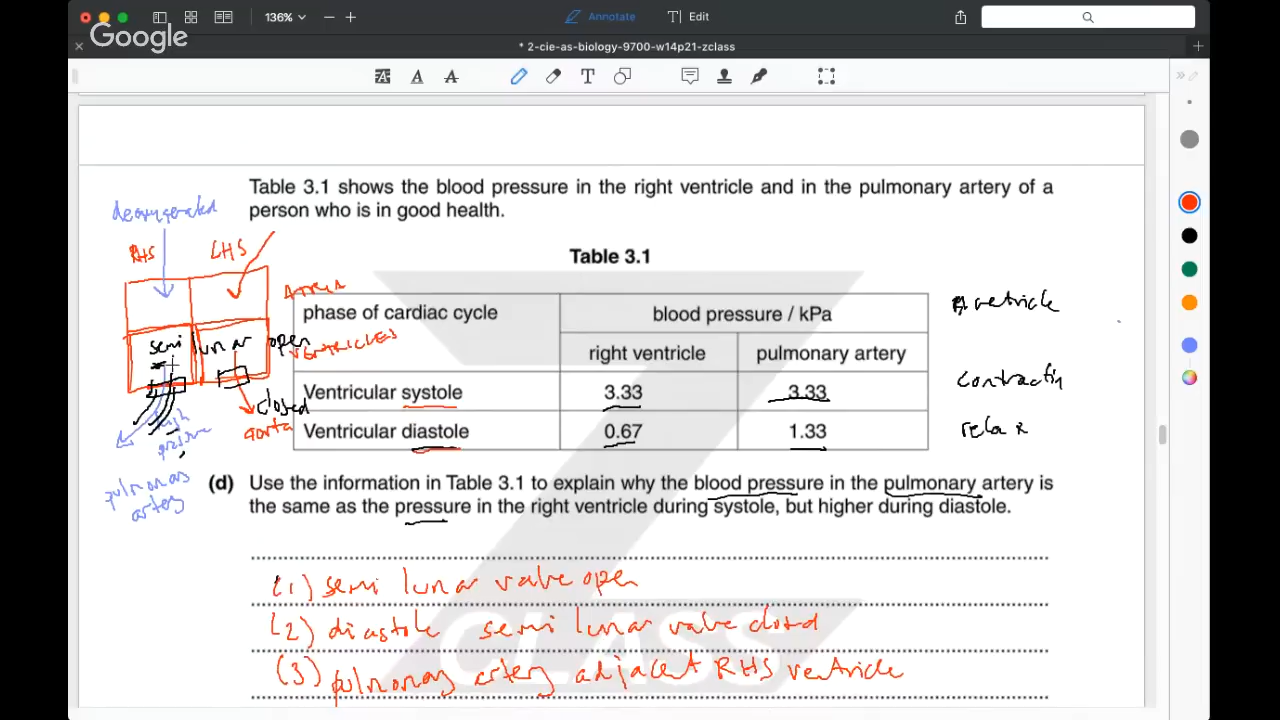 136%
Annotate
Edit
Google
* 2-cie-as-biology-9700-w14p21-zclass
Table 3.1 shows the blood pressure in the right ventricle and in the pulmonary artery of a
person who is in good health.
Table 3.1
phase of cardiac cycle
blood pressure / kPa
right ventricle
pulmonary artery
Ventricular systole
3.33
3.33
Ventricular diastole
0.67
1.33
contractin
relax
deoxygenated
RHS
LHS
semi lunar open
VENTRICLES
closed
aorta
high
pressure
pulmonary
artery
(d) Use the information in Table 3.1 to explain why the blood pressure in the pulmonary artery is
the same as the pressure in the right ventricle during systole, but higher during diastole.
(1) semi lunar valve open
(2) diastole semi lunar valve closed
(3) pulmonary artery adjacent RHS ventricle
CLASS